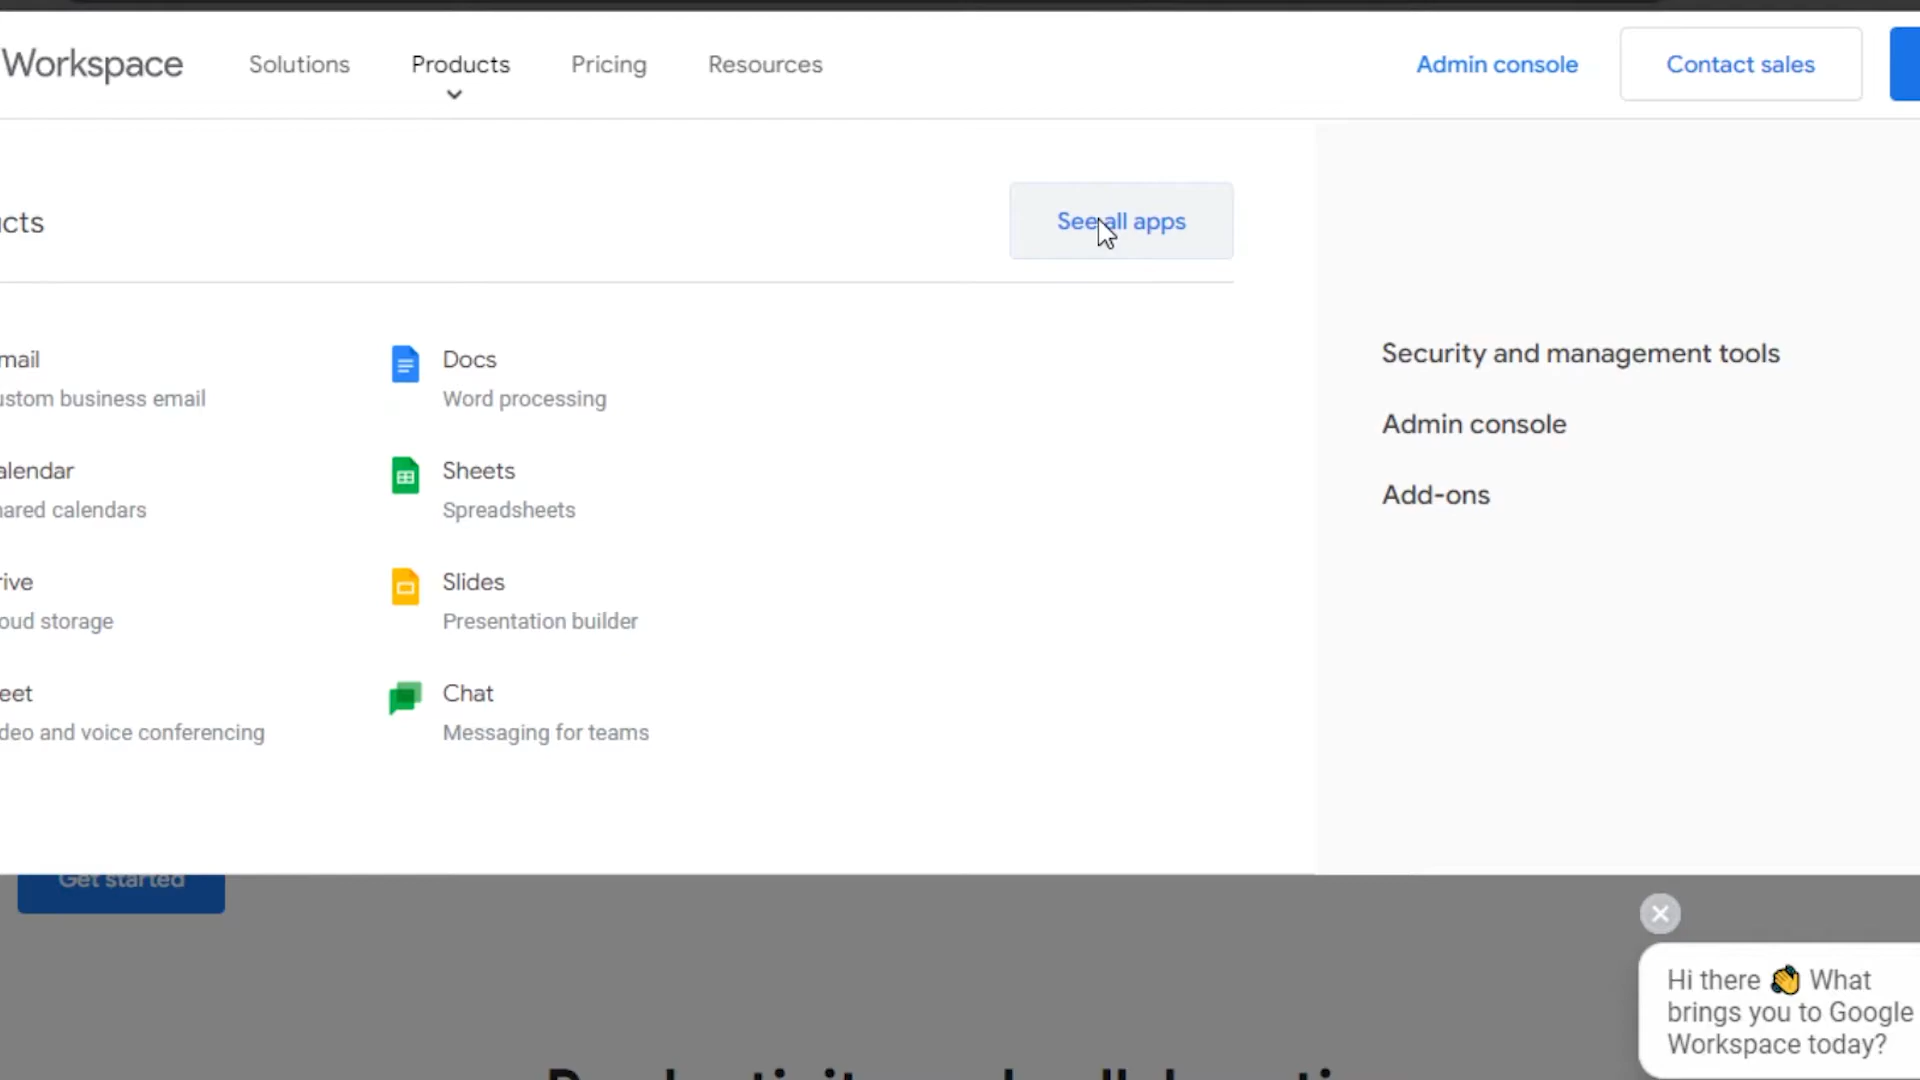 Workspace
Solutions
Products
Pricing
Resources
Admin console
Contact sales
ucts
See all apps
mail
ustom business email
Docs
Word processing
alendar
hared calendars
Sheets
Spreadsheets
rive
oud storage
Slides
Presentation builder
eet
deo and voice conferencing
Chat
Messaging for teams
Security and management tools
Admin console
Add-ons
Get started
Hi there 👏 What
brings you to Google
Workspace today?